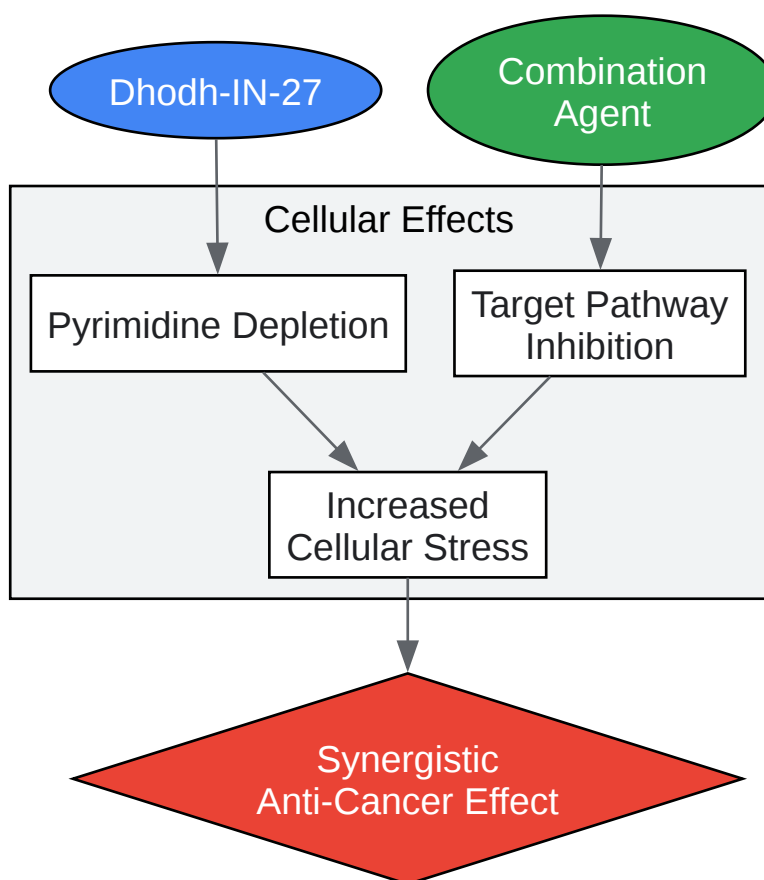 Dhodh-IN-27
Combination
Agent
Cellular Effects
Pyrimidine Depletion
Target Pathway
Inhibition
Increased
Cellular Stress
Synergistic
Anti-Cancer Effect